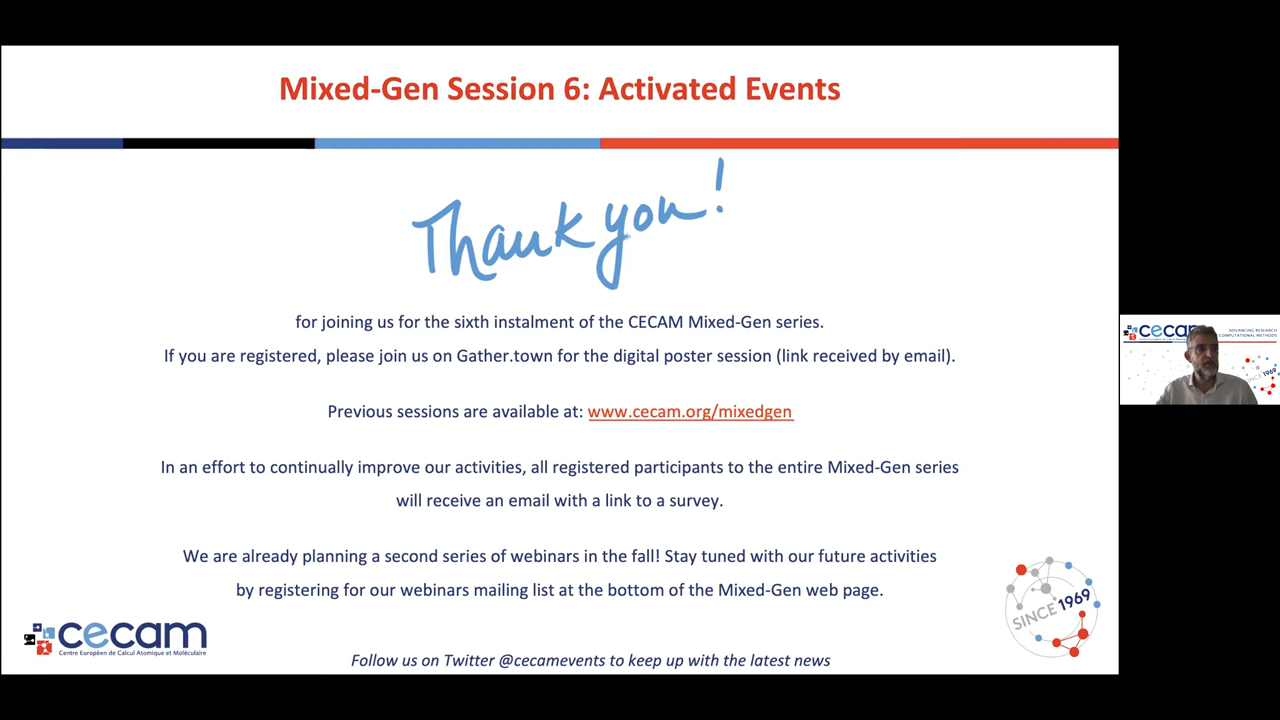 Mixed-Gen Session 6: Activated Events
Thank you!
for joining us for the sixth instalment of the CECAM Mixed-Gen series.
If you are registered, please join us on Gather.town for the digital poster session (link received by email).
Previous sessions are available at: www.cecam.org/mixedgen
In an effort to continually improve our activities, all registered participants to the entire Mixed-Gen series
will receive an email with a link to a survey.
We are already planning a second series of webinars in the fall! Stay tuned with our future activities
by registering for our webinars mailing list at the bottom of the Mixed-Gen web page.
cecam
Centre Européen de Calcul Atomique et Moléculaire
SINCE 1969
Follow us on Twitter @cecamevents to keep up with the latest news
cecam
ADVANCING RESEARCH
COMPUTATIONAL METHODS
SINCE 1969